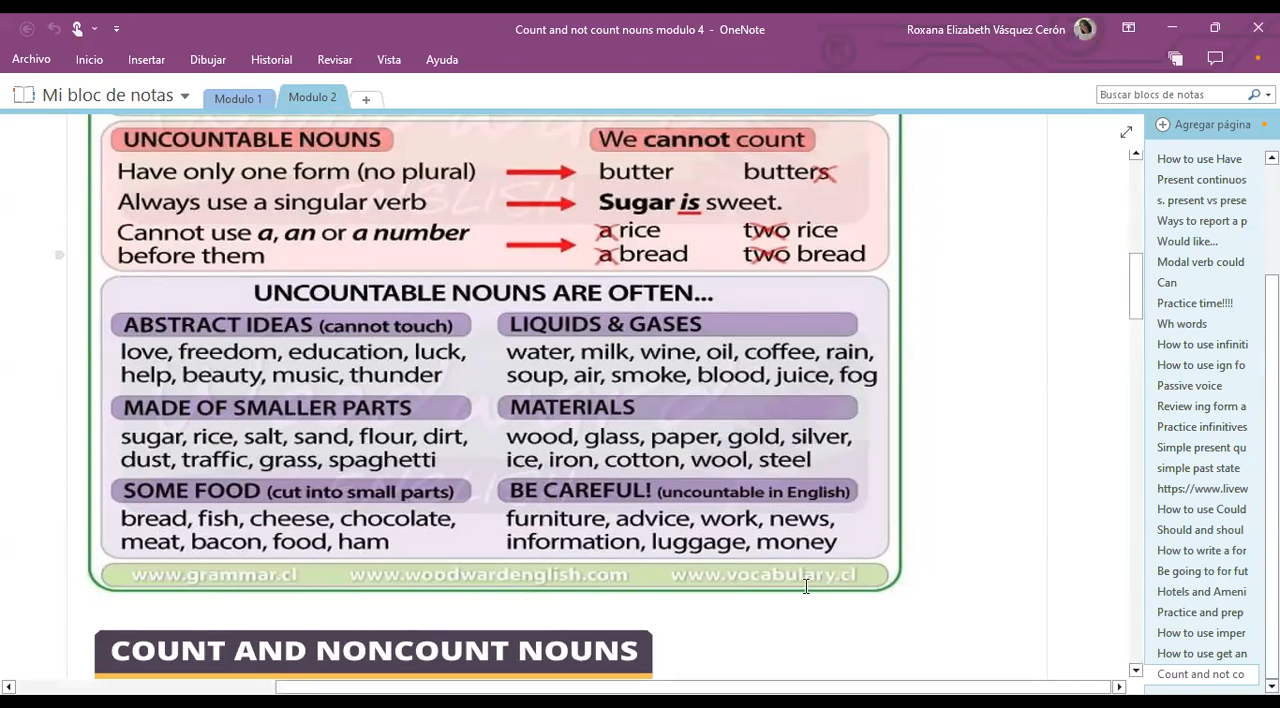 Count and not count nouns modulo 4 - OneNote
Roxana Elizabeth Vásquez Cerón
Archivo Inicio Insertar Dibujar Historial Revisar Vista Ayuda
Mi bloc de notas Modulo 1 Modulo 2 +
Buscar blocs de notas
Agregar página
UNCOUNTABLE NOUNS We cannot count
Have only one form (no plural) butter butters
Always use a singular verb Sugar is sweet.
Cannot use a, an or a number a rice two rice
before them a bread two bread
UNCOUNTABLE NOUNS ARE OFTEN...
ABSTRACT IDEAS (cannot touch)
love, freedom, education, luck,
help, beauty, music, thunder
LIQUIDS & GASES
water, milk, wine, oil, coffee, rain,
soup, air, smoke, blood, juice, fog
MADE OF SMALLER PARTS
sugar, rice, salt, sand, flour, dirt,
dust, traffic, grass, spaghetti
MATERIALS
wood, glass, paper, gold, silver,
ice, iron, cotton, wool, steel
SOME FOOD (cut into small parts)
bread, fish, cheese, chocolate,
meat, bacon, food, ham
BE CAREFUL! (uncountable in English)
furniture, advice, work, news,
information, luggage, money
www.grammar.cl www.woodwardenglish.com www.vocabulary.cl
COUNT AND NONCOUNT NOUNS
How to use Have
Present continuos
s. present vs prese
Ways to report a p
Would like...
Modal verb could
Can
Practice time!!!!
Wh words
How to use infiniti
How to use ign fo
Passive voice
Review ing form a
Practice infinitives
Simple present qu
simple past state
https://www.livew
How to use Could
Should and shoul
How to write a for
Be going to for fut
Hotels and Ameni
Practice and prep
How to use imper
How to use get an
Count and not co